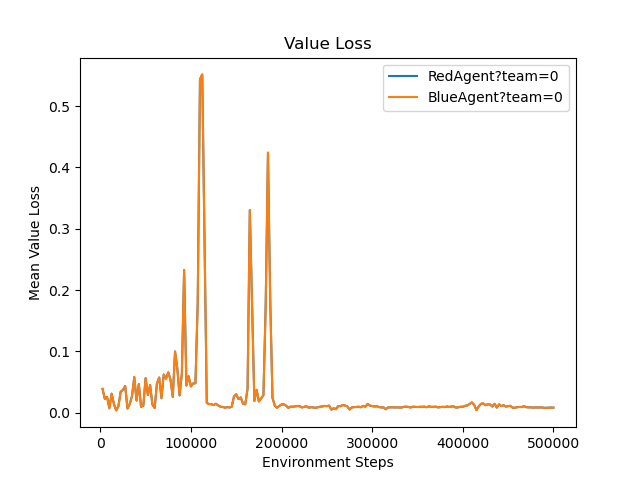 Value Loss
RedAgent?team=0
BlueAgent?team=0
Mean Value Loss
0.5
0.4
0.3
0.2
0.1
0.0
0 100000 200000 300000 400000 500000
Environment Steps